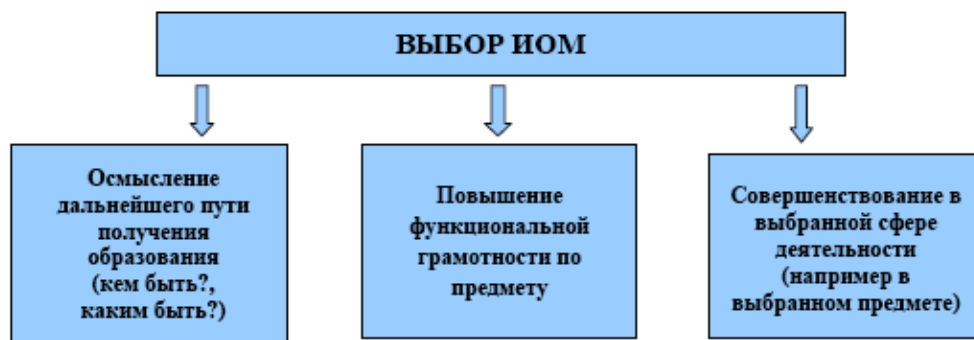 ВЫБОР ИОМ
Осмысление
дальнейшего пути
получения
образования
(кем быть?,
каким быть?)
Повышение
функциональной
грамотности по
предмету
Совершенствование в
выбранной сфере
деятельности
(например в
выбранном предмете)